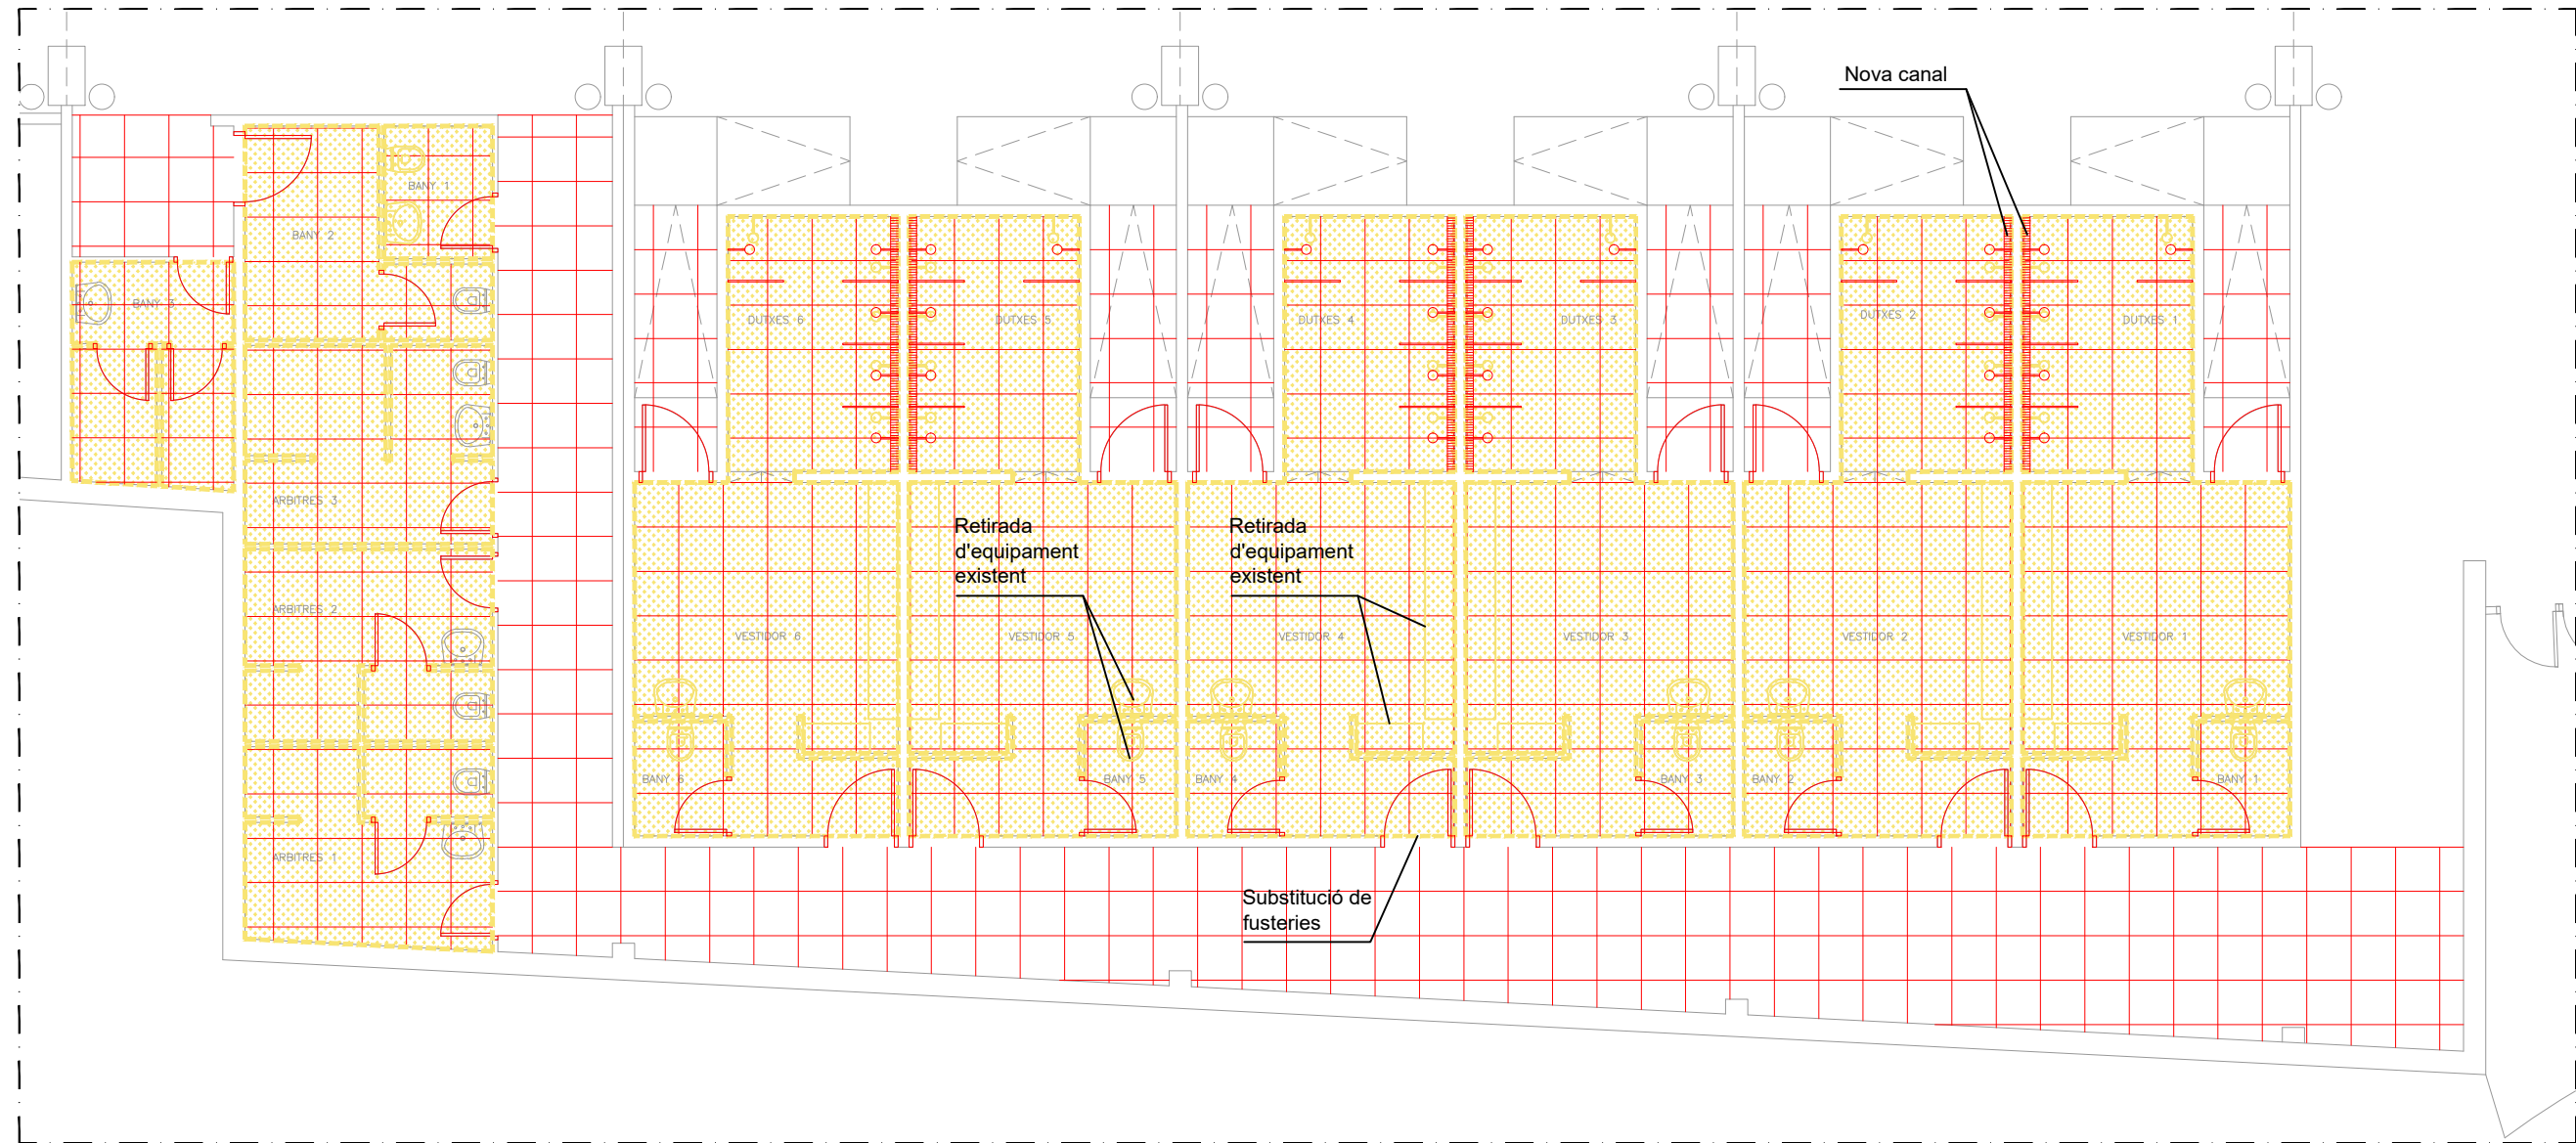 Nova canal
BANY 1
BANY 2
BANY 3
DUTXES 6
DUTXES 5
DUTXES 4
DUTXES 3
DUTXES 2
DUTXES 1
ARBITRES 3
Retirada
d'equipament
existent
Retirada
d'equipament
existent
ARBITRES 2
VESTIDOR 6
VESTIDOR 5
VESTIDOR 4
VESTIDOR 3
VESTIDOR 2
VESTIDOR 1
BANY 6
BANY 5
BANY 4
BANY 3
BANY 2
BANY 1
ARBITRES 1
Substitució de
fusteries